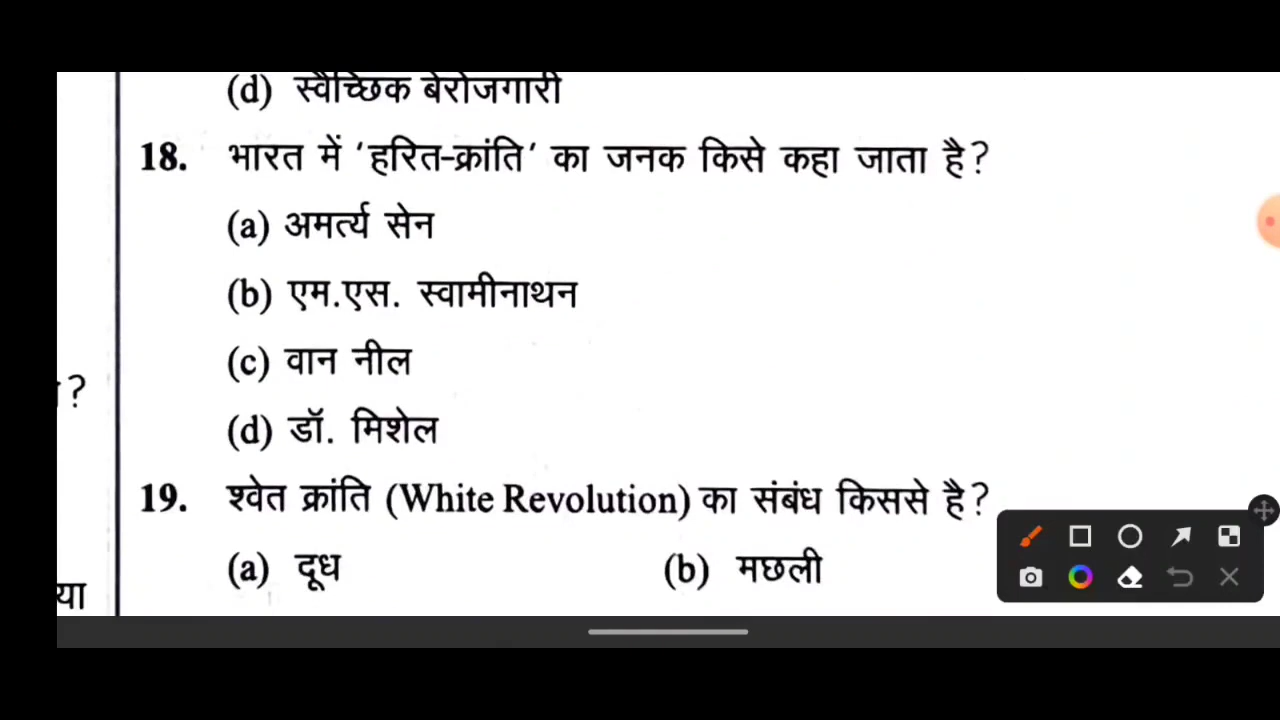 (d) स्वैच्छिक बेरोजगारी
18. भारत में ‘हरित-क्रांति’ का जनक किसे कहा जाता है?
(a) अमर्त्य सेन
(b) एम.एस. स्वामीनाथन
(c) वान नील
?
(d) डॉ. मिशेल
19. श्वेत क्रांति (White Revolution) का संबंध किससे है?
(a) दूध (b) मछली
या